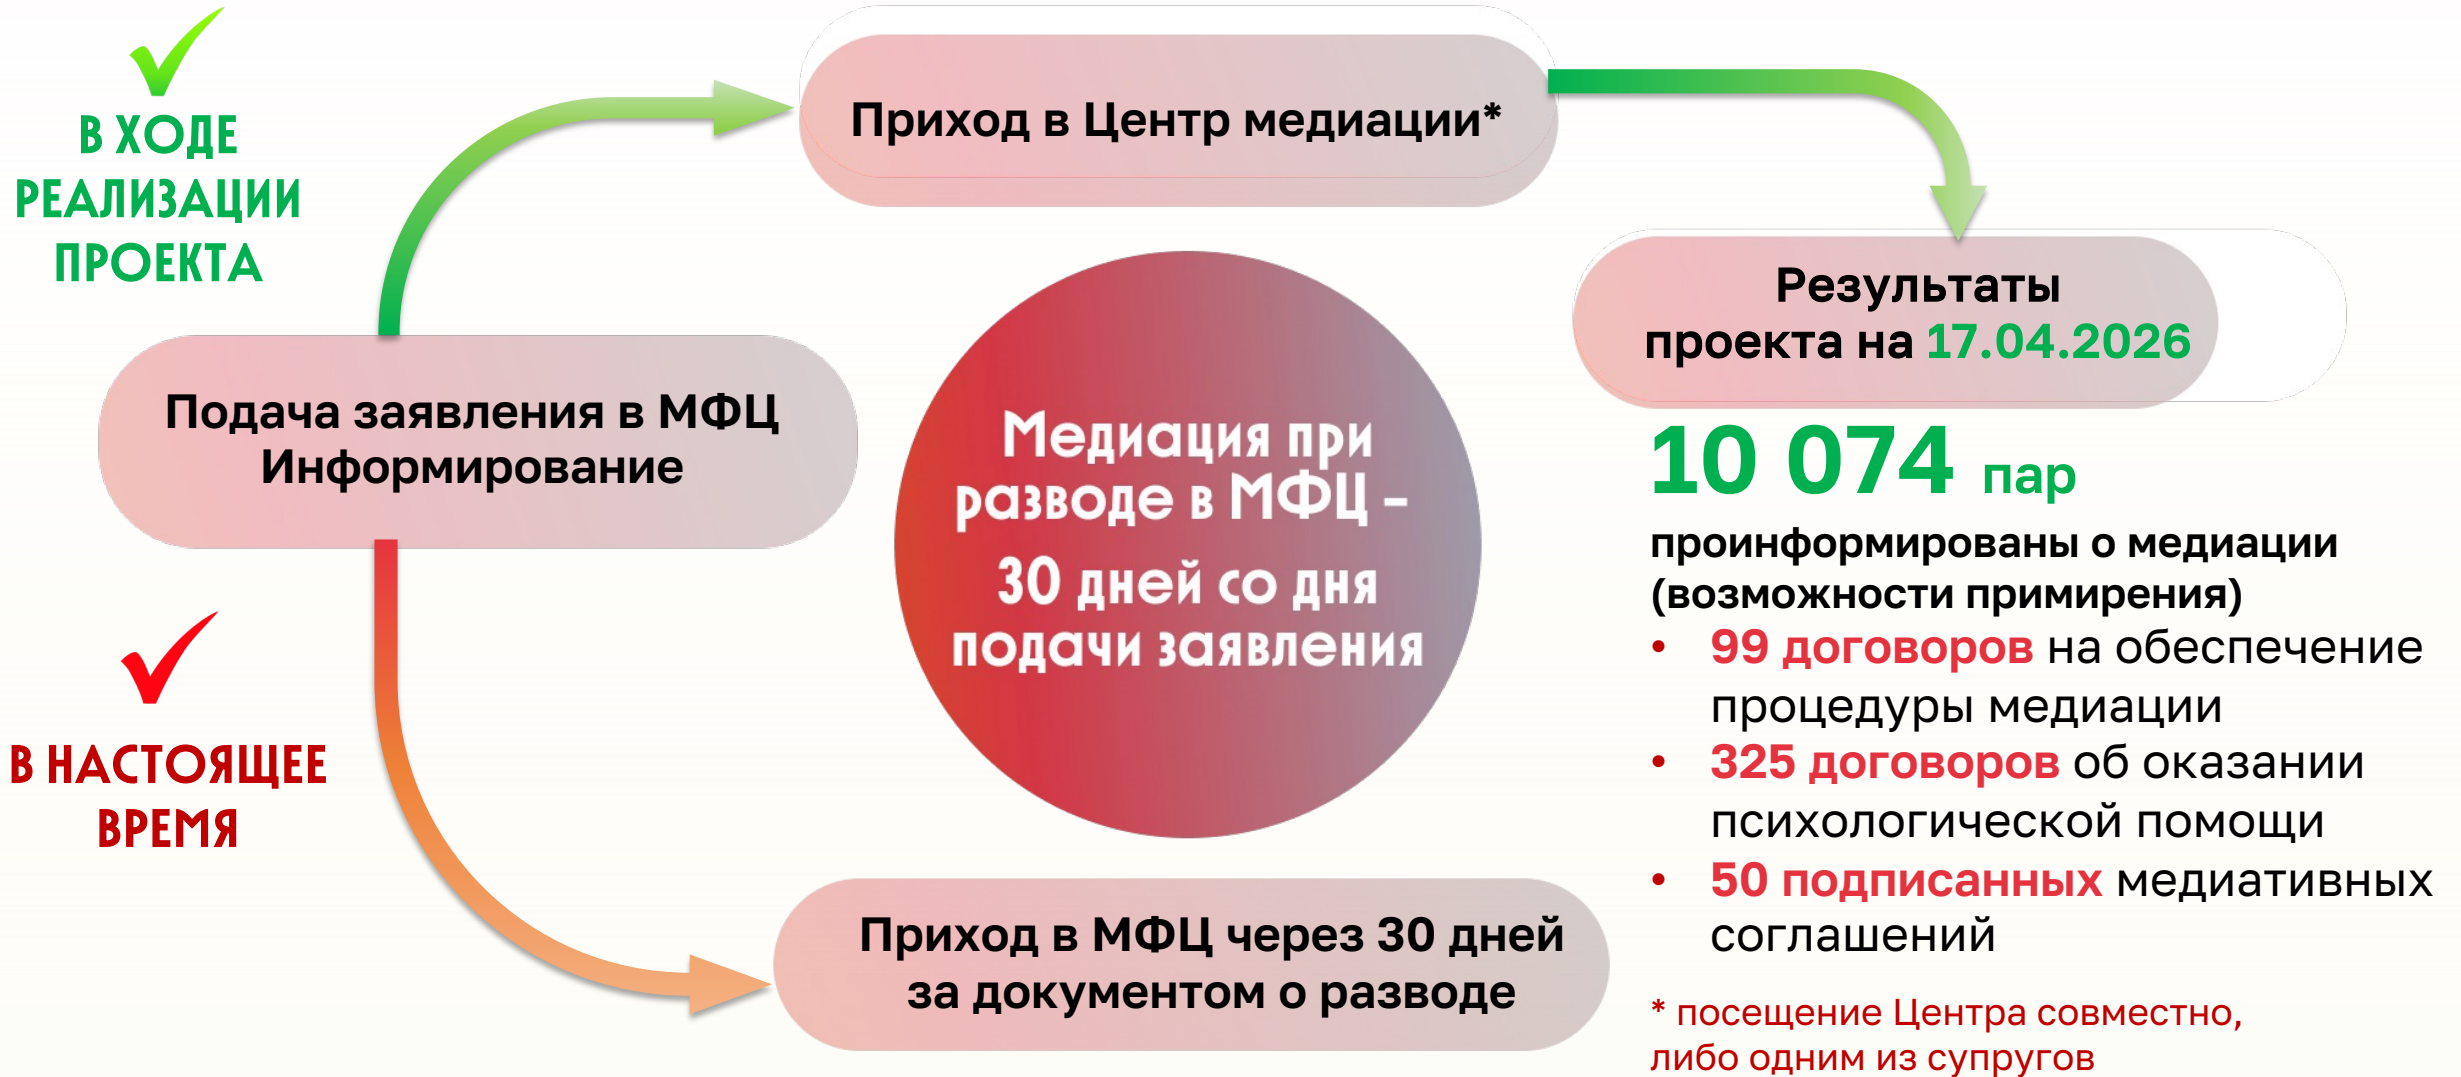 В ХОДЕ
РЕАЛИЗАЦИИ
ПРОЕКТА
Приход в Центр медиации*
Подача заявления в МФЦ
Информирование
Медиация при
разводе в МФЦ –
30 дней со дня
подачи заявления
В НАСТОЯЩЕЕ
ВРЕМЯ
Приход в МФЦ через 30 дней
за документом о разводе
Результаты
проекта на 17.04.2026
10 074 пар
проинформированы о медиации
(возможности примирения)
• 99 договоров на обеспечение
процедуры медиации
• 325 договоров об оказании
психологической помощи
• 50 подписанных медиативных
соглашений
* посещение Центра совместно,
либо одним из супругов